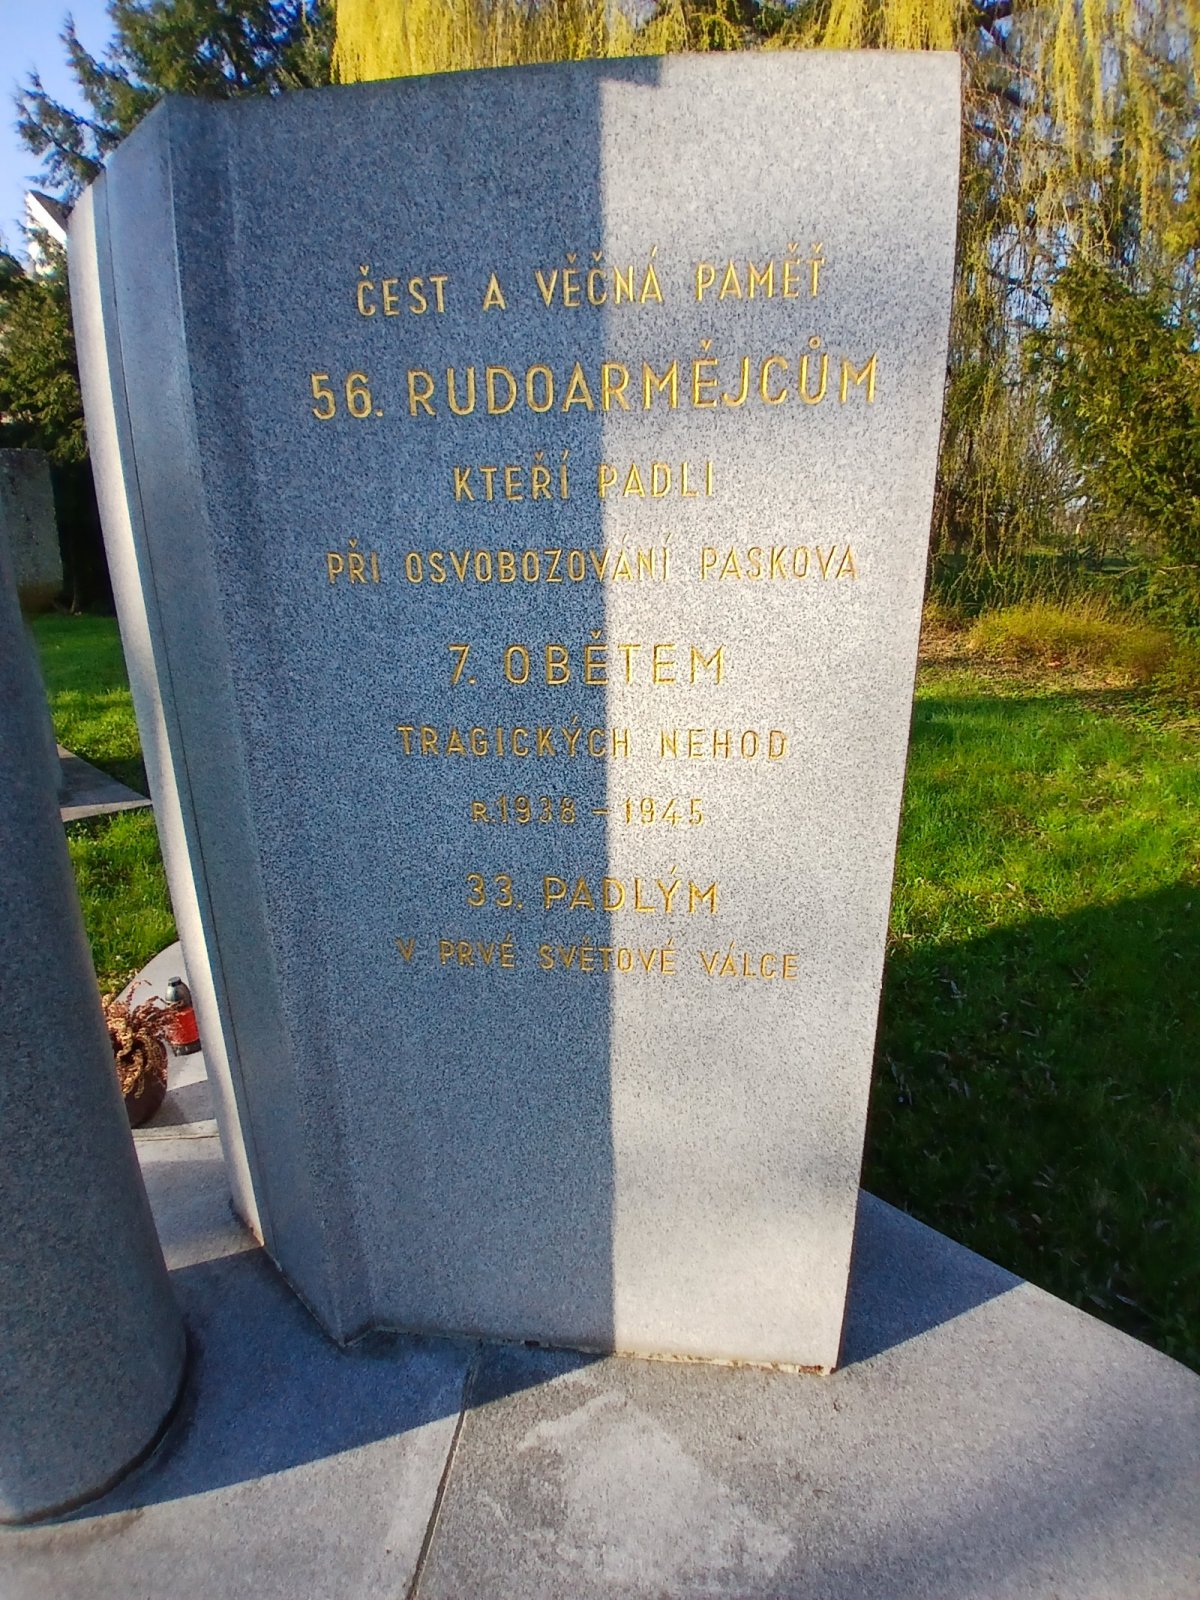 ČEST A VĚČNÁ PAMĚŤ
56. RUDOARMĚJCŮM
KTEŘÍ PADLI
PŘI OSVOBOZOVÁNÍ PASKOVA
7. OBĚTEM
TRAGICKÝCH NEHOD
R.1938 – 1945
33. PADLÝM
V PRVÉ SVĚTOVÉ VÁLCE